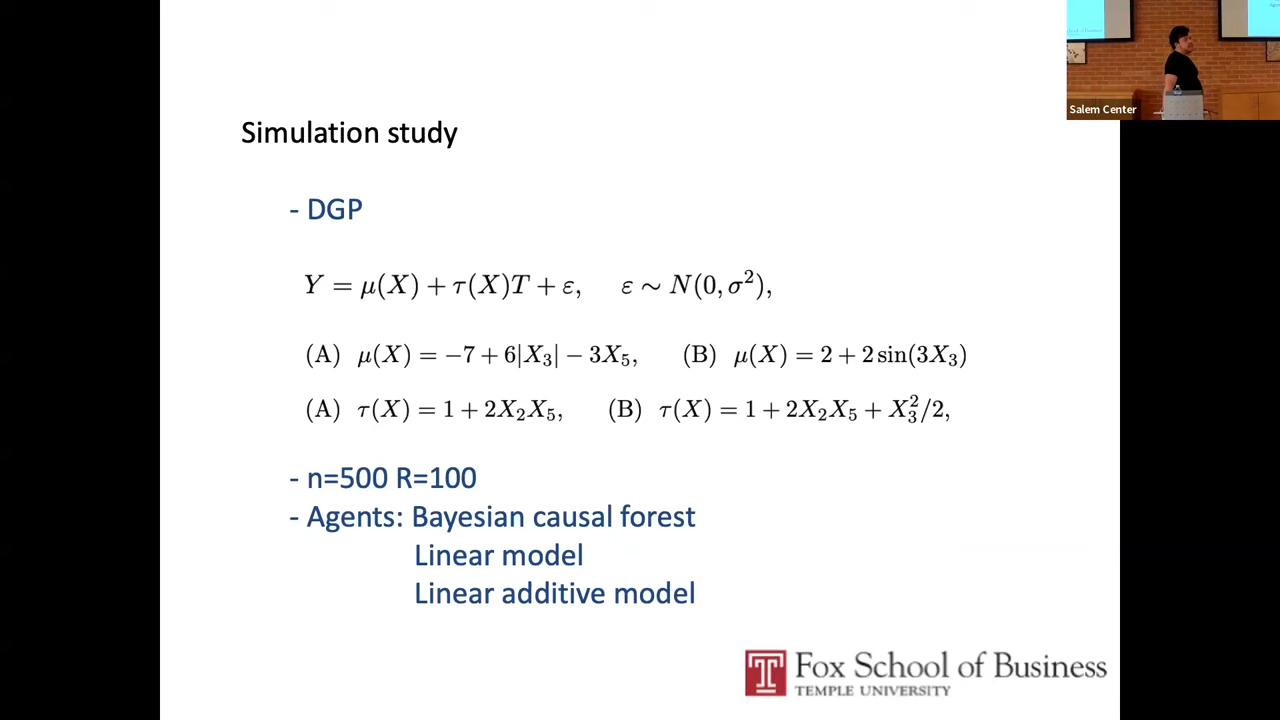 Salem Center
Simulation study
- DGP
Y = μ(X) + τ(X)T + ε, ε ∼ N(0, σ²),
(A) μ(X) = −7 + 6|X₃| − 3X₅, (B) μ(X) = 2 + 2 sin(3X₃)
(A) τ(X) = 1 + 2X₂X₅, (B) τ(X) = 1 + 2X₂X₅ + X₃²/2,
- n=500 R=100
- Agents: Bayesian causal forest
Linear model
Linear additive model
Fox School of Business
TEMPLE UNIVERSITY